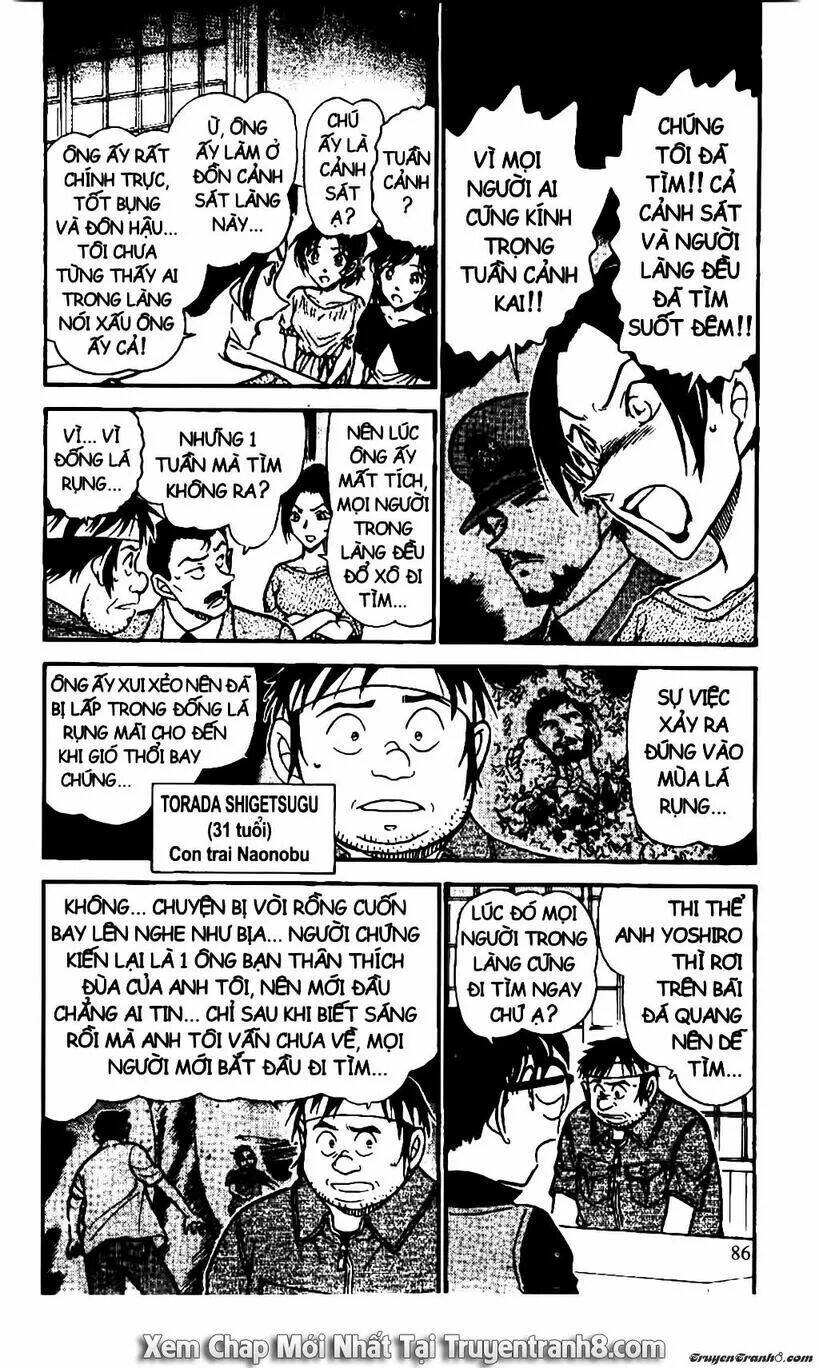 CHÚNG
TÔI ĐÃ
TÌM!! CẢ
CẢNH SÁT
VÀ NGƯỜI
LÀNG ĐỀU
ĐÃ TÌM
SUỐT ĐÊM!!
VÌ MỌI
NGƯỜI AI
CŨNG KÍNH
TRỌNG
TUẦN CẢNH
KAI!!
TUẦN
CẢNH
?
CHÚ
ẤY LÀ
CẢNH
SÁT
Ạ?
Ừ, ÔNG
ẤY LÀM Ở
ĐỒN CẢNH
SÁT LÀNG
NÀY...
ÔNG ẤY RẤT
CHÍNH TRỰC,
TỐT BỤNG
VÀ ĐÔN HẬU...
TÔI CHƯA
TỪNG THẤY AI
TRONG LÀNG
NÓI XẤU ÔNG
ẤY CẢ!
NÊN LÚC
ÔNG ẤY
MẤT TÍCH,
MỌI NGƯỜI
TRONG
LÀNG ĐỀU
ĐỔ XÔ ĐI
TÌM...
NHƯNG 1
TUẦN MÀ TÌM
KHÔNG RA?
VÌ... VÌ
ĐỐNG LÁ
RỤNG...
SỰ VIỆC
XẢY RA
ĐÚNG VÀO
MÙA LÁ
RỤNG...
ÔNG ẤY XUI XẺO NÊN ĐÃ
BỊ LẤP TRONG ĐỐNG LÁ
RỤNG MÃI CHO ĐẾN
KHI GIÓ THỔI BAY
CHÚNG...
TORADA SHIGETSUGU
(31 tuổi)
Con trai Naonobu
THI THỂ
ANH YOSHIRO
THÌ RƠI
TRÊN BÃI
ĐÁ QUANG
NÊN DỄ
TÌM...
LÚC ĐÓ MỌI
NGƯỜI TRONG
LÀNG CŨNG
ĐI TÌM NGAY
CHỨ Ạ?
KHÔNG... CHUYỆN BỊ VÒI RỒNG CUỐN
BAY LÊN NGHE NHƯ BỊA... NGƯỜI CHỨNG
KIẾN LẠI LÀ 1 ÔNG BẠN THÂN THÍCH
ĐÙA CỦA ANH TÔI, NÊN MỚI ĐẦU
CHẲNG AI TIN... CHỈ SAU KHI BIẾT SÁNG
RỒI MÀ ANH TÔI VẪN CHƯA VỀ, MỌI
NGƯỜI MỚI BẮT ĐẦU ĐI TÌM...
86
Xem Chap Mới Nhất Tại Truyentranh8.com
TruyenTranh8.com